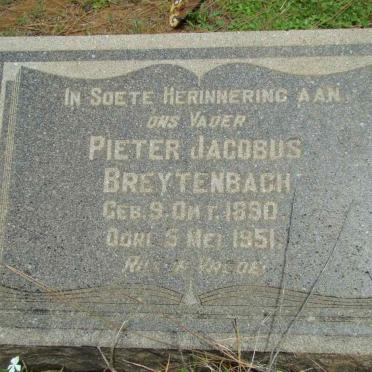 IN SOETE HERINNERING AAN
ONS VADER
PIETER JACOBUS
BREYTENBACH
GEB. 9. OKT. 1890.
OORL. 5 MEI 1951.
RUS IN VREDE.